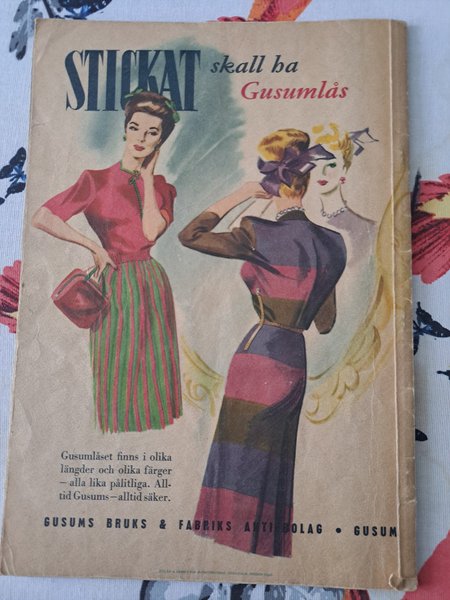 STICKAT skall ha
Gusumlås
Gusumlåset finns i olika
längder och olika färger
— alla lika pålitliga. All-
tid Gusums—alltid säker.
GUSUMS BRUKS & FABRIKS AKTIEBOLAG • GUSUM